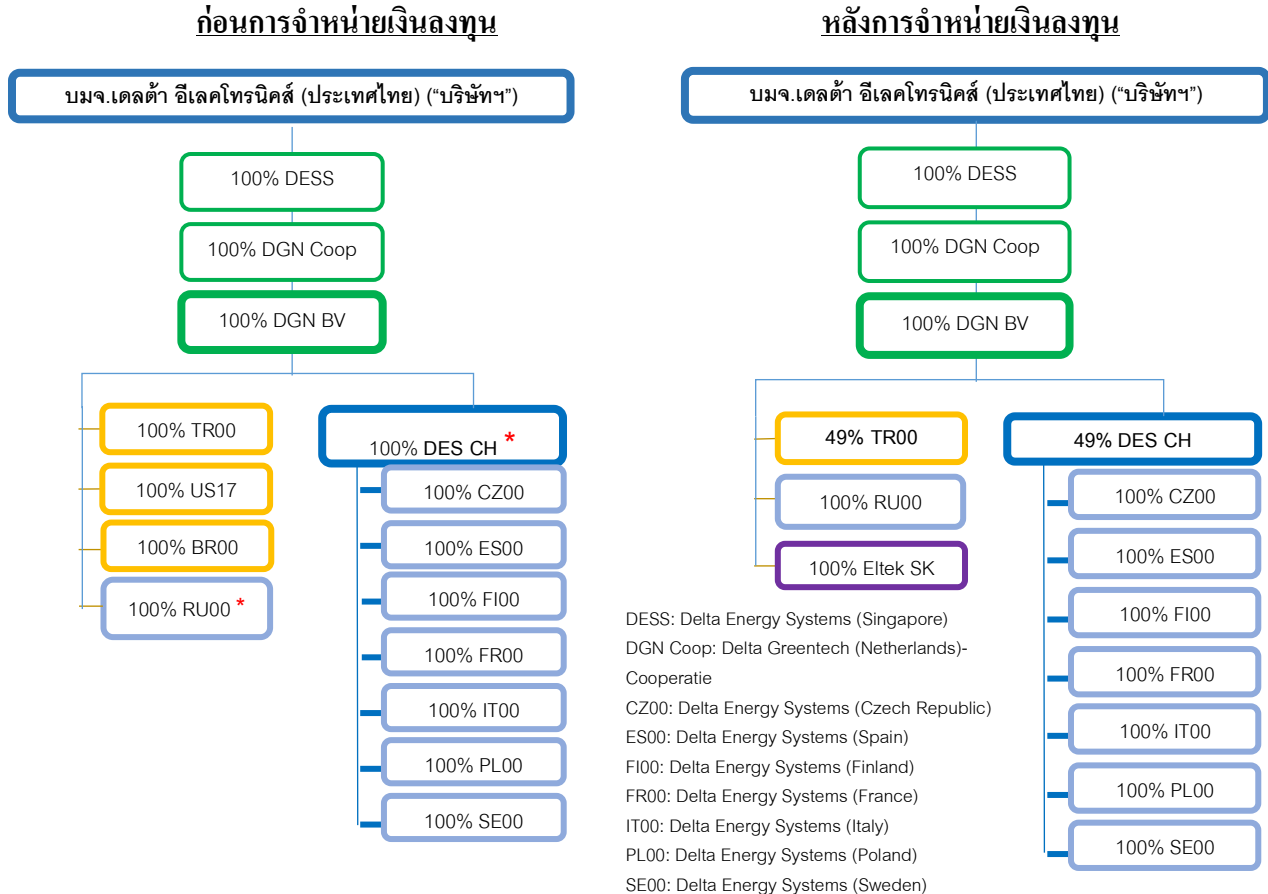 ก่อนการจำหน่ายเงินลงทุน
บมจ.เดลต้า อีเลคโทรนิคส์ (ประเทศไทย) (“บริษัทฯ”)
100% DESS
100% DGN Coop
100% DGN BV
100% TR00
100% US17
100% BR00
100% RU00 *
100% DES CH *
100% CZ00
100% ES00
100% FI00
100% FR00
100% IT00
100% PL00
100% SE00
หลังการจำหน่ายเงินลงทุน
บมจ.เดลต้า อีเลคโทรนิคส์ (ประเทศไทย) (“บริษัทฯ”)
100% DESS
100% DGN Coop
100% DGN BV
49% TR00
100% RU00
100% Eltek SK
49% DES CH
100% CZ00
100% ES00
100% FI00
100% FR00
100% IT00
100% PL00
100% SE00
DESS: Delta Energy Systems (Singapore)
DGN Coop: Delta Greentech (Netherlands)-
Cooperatie
CZ00: Delta Energy Systems (Czech Republic)
ES00: Delta Energy Systems (Spain)
FI00: Delta Energy Systems (Finland)
FR00: Delta Energy Systems (France)
IT00: Delta Energy Systems (Italy)
PL00: Delta Energy Systems (Poland)
SE00: Delta Energy Systems (Sweden)